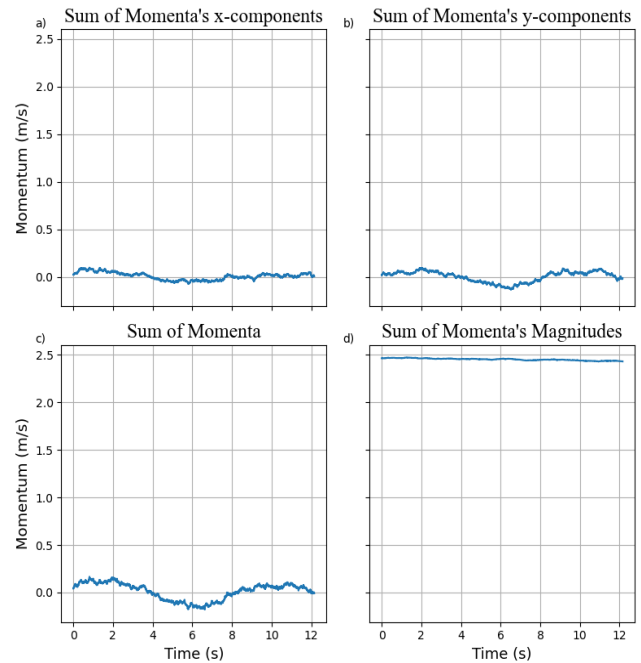 a) Sum of Momenta's x-components
b) Sum of Momenta's y-components
2.5
2.0
1.5
1.0
0.5
0.0
Momentum (m/s)
c) Sum of Momenta
d) Sum of Momenta's Magnitudes
2.5
2.0
1.5
1.0
0.5
0.0
Momentum (m/s)
0 2 4 6 8 10 12
0 2 4 6 8 10 12
Time (s)
Time (s)